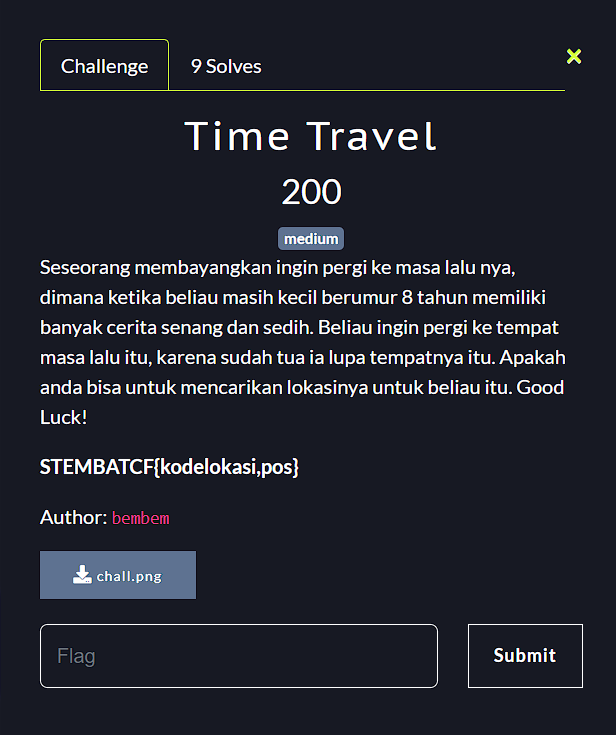 Challenge
9 Solves
×
Time Travel
200
medium
Seseorang membayangkan ingin pergi ke masa lalu nya,
dimana ketika beliau masih kecil berumur 8 tahun memiliki
banyak cerita senang dan sedih. Beliau ingin pergi ke tempat
masa lalu itu, karena sudah tua ia lupa tempatnya itu. Apakah
anda bisa untuk mencarikan lokasinya untuk beliau itu. Good
Luck!
STEMBATCF{kodelokasi,pos}
Author: bembem
chall.png
Flag
Submit